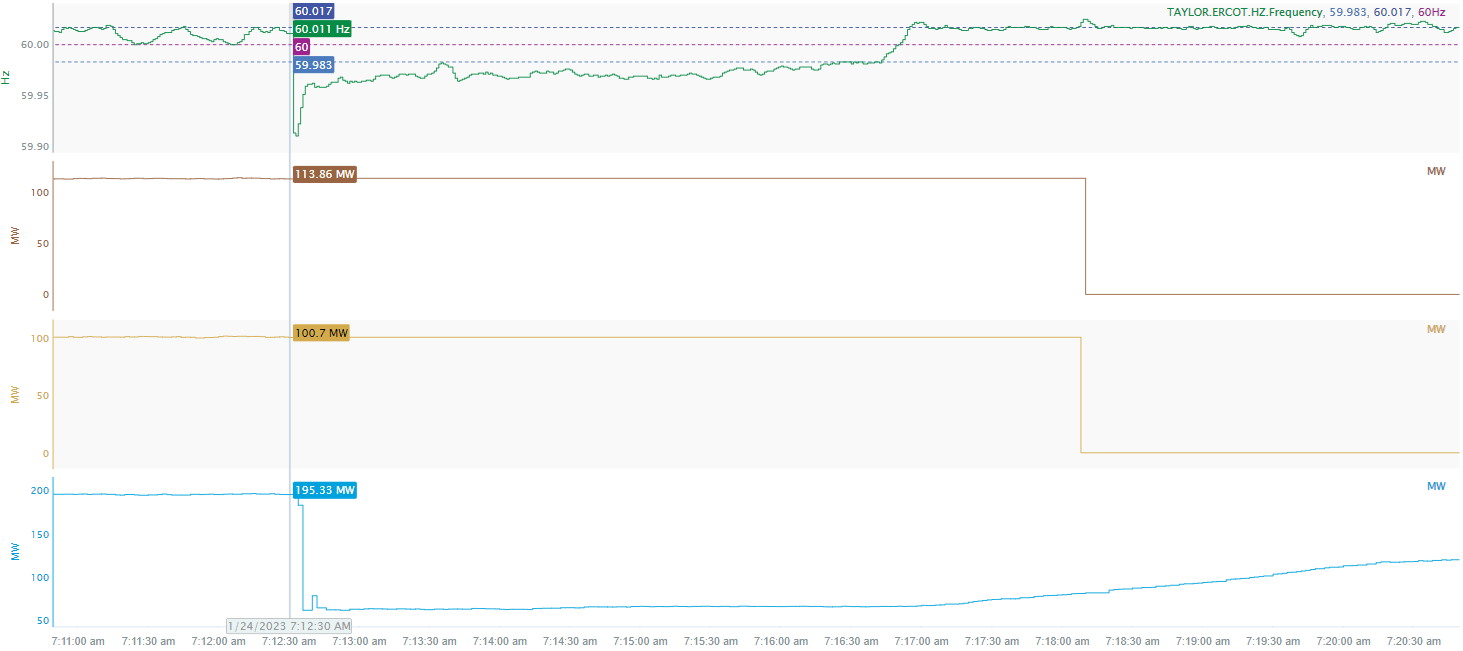 TAYLOR.ERCOT.HZ.Frequency, 59.983, 60.017, 60Hz
60.017
60.011 Hz
60
59.983
60.00
59.95
59.90
Hz
MW
113.86 MW
100
50
0
MW
MW
100.7 MW
100
50
0
MW
MW
195.33 MW
200
150
100
50
MW
1/24/2023 7:12:30 AM
7:11:00 am 7:11:30 am 7:12:00 am 7:12:30 am 7:13:00 am 7:13:30 am 7:14:00 am 7:14:30 am 7:15:00 am 7:15:30 am 7:16:00 am 7:16:30 am 7:17:00 am 7:17:30 am 7:18:00 am 7:18:30 am 7:19:00 am 7:19:30 am 7:20:00 am 7:20:30 am